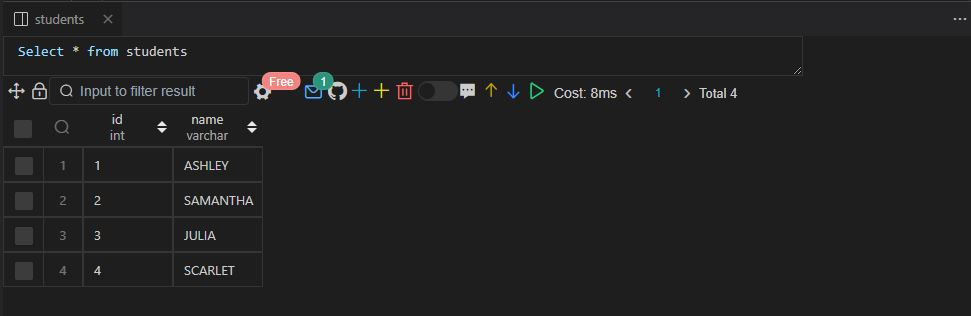 students
Select * from students
Input to filter result Free 1 Cost: 8ms 1 Total 4
id name
int varchar
1 1 ASHLEY
2 2 SAMANTHA
3 3 JULIA
4 4 SCARLET